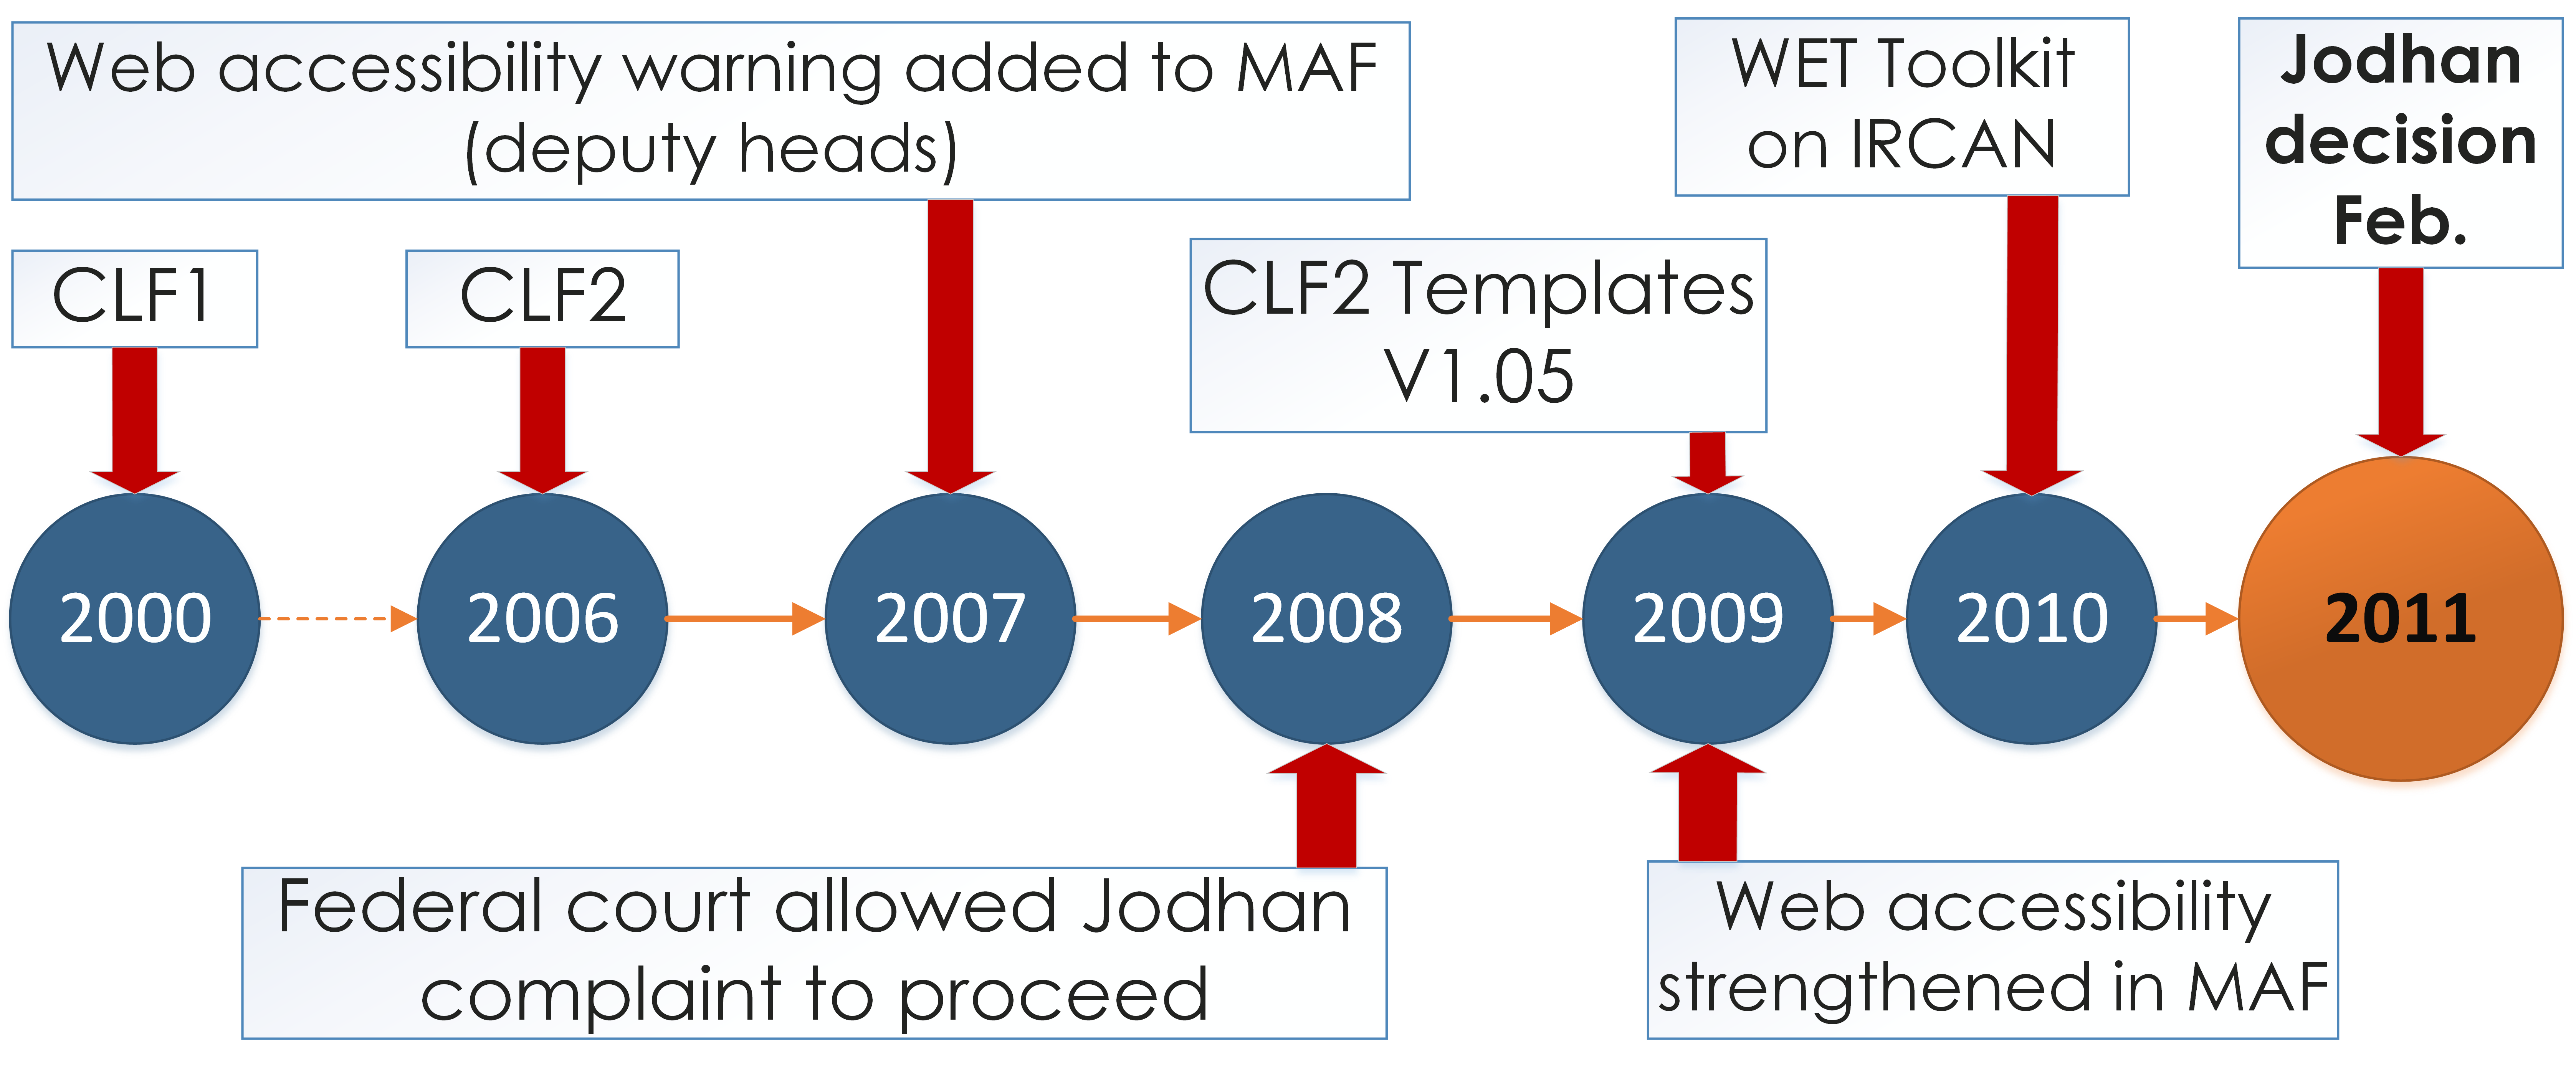 Web accessibility warning added to MAF
(deputy heads)
WET Toolkit
on IRCAN
Jodhan
decision
Feb.
CLF1
CLF2
CLF2 Templates
V1.05
2000
2006
2007
2008
2009
2010
2011
Federal court allowed Jodhan
complaint to proceed
Web accessibility
strengthened in MAF